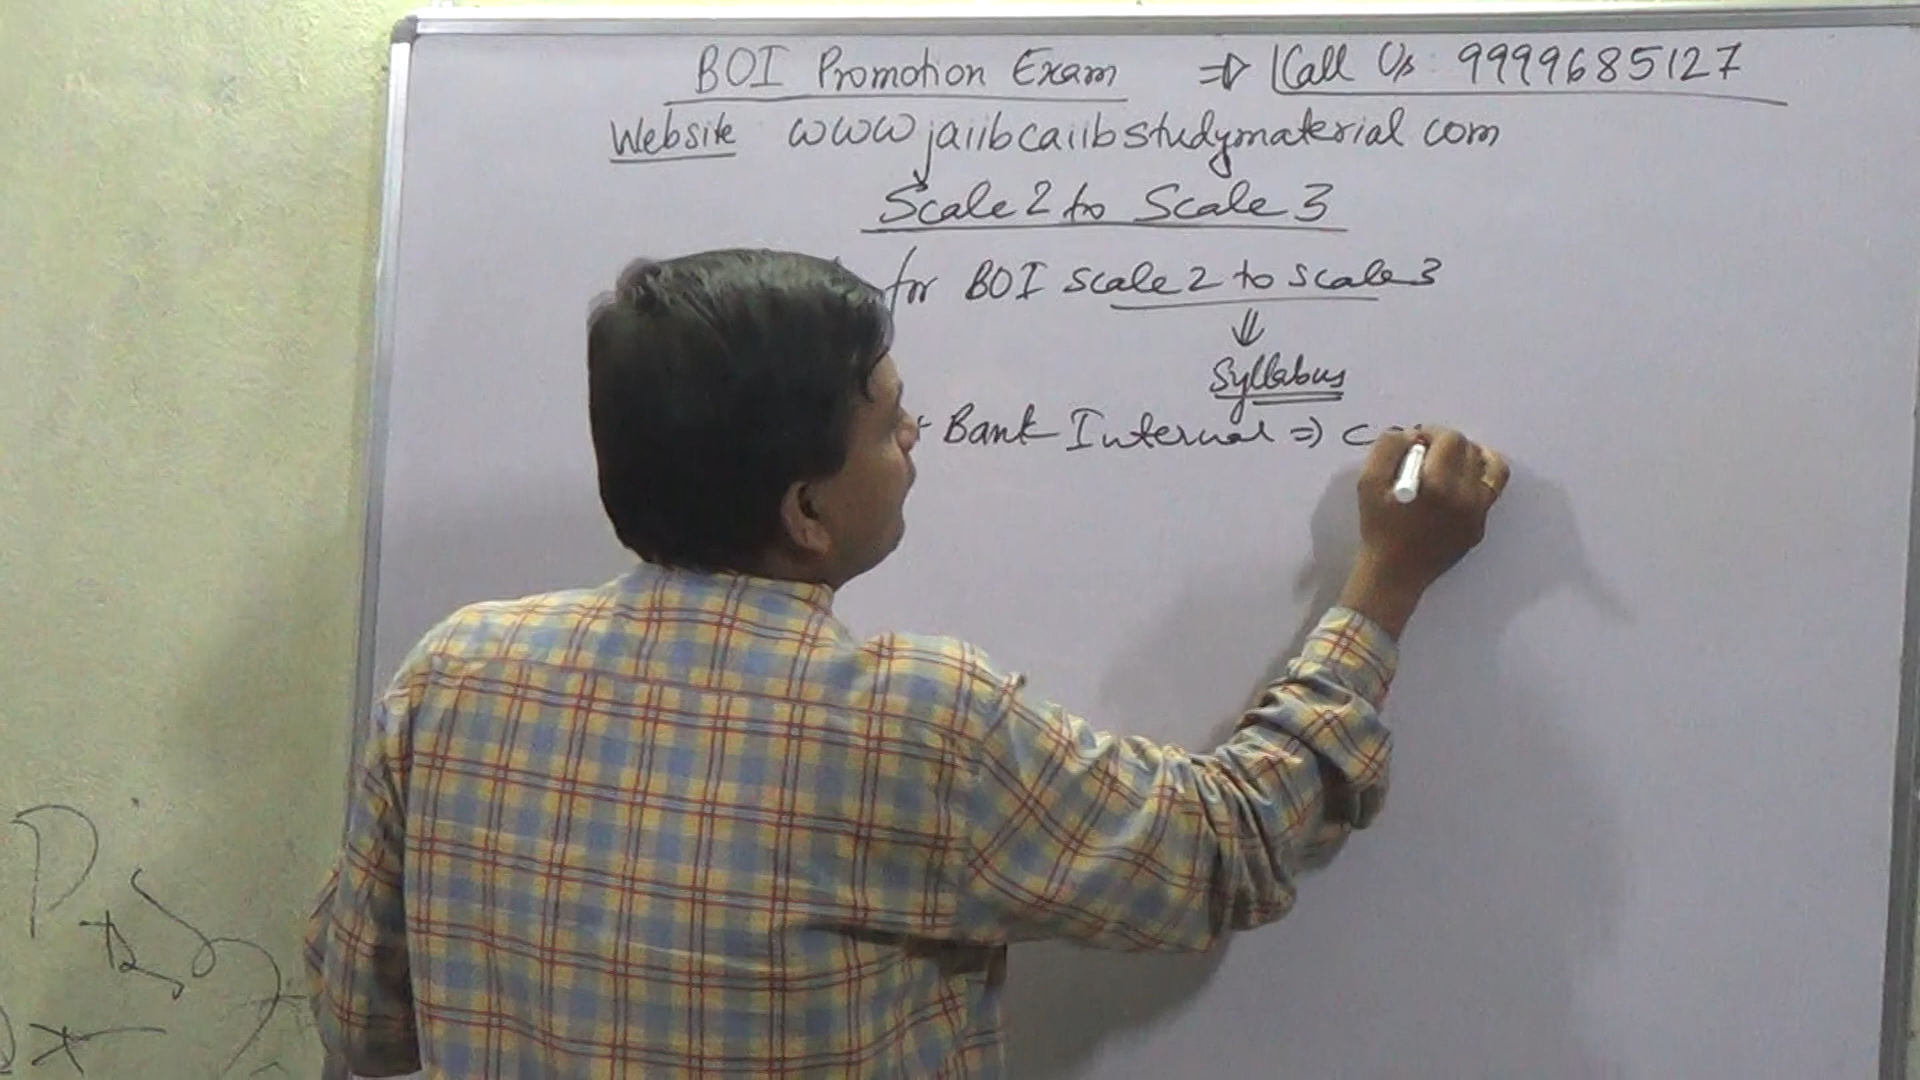 BOI Promotion Exam ⇒ Call Us: 9999685127
Website www.jaiibcaiibstudymaterial com
Scale 2 to Scale 3
for BOI scale 2 to scale 3
⇓
Syllabus
Bank Internal ⇒